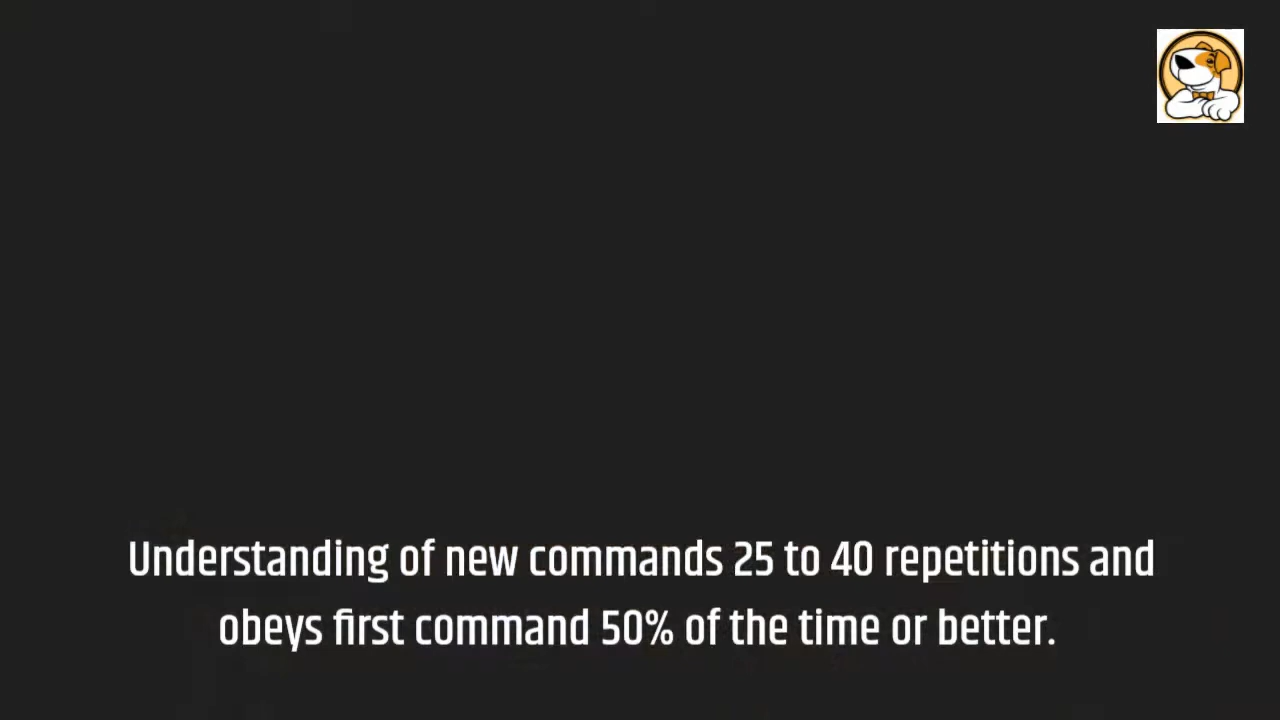 Understanding of new commands 25 to 40 repetitions and
obeys first command 50% of the time or better.